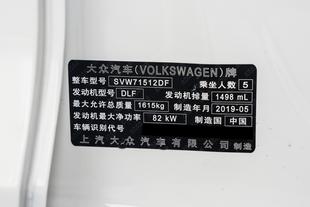 大众汽车(VOLKSWAGEN)牌
整车型号 SVW71512DF 乘坐人数 5
发动机型号 DLF 发动机排量 1498 mL
最大允许总质量 1615kg 制造年月 2019-05
发动机最大净功率 82 kW 制造国 中国
车辆识别代号
上汽大众汽车有限公司 制造